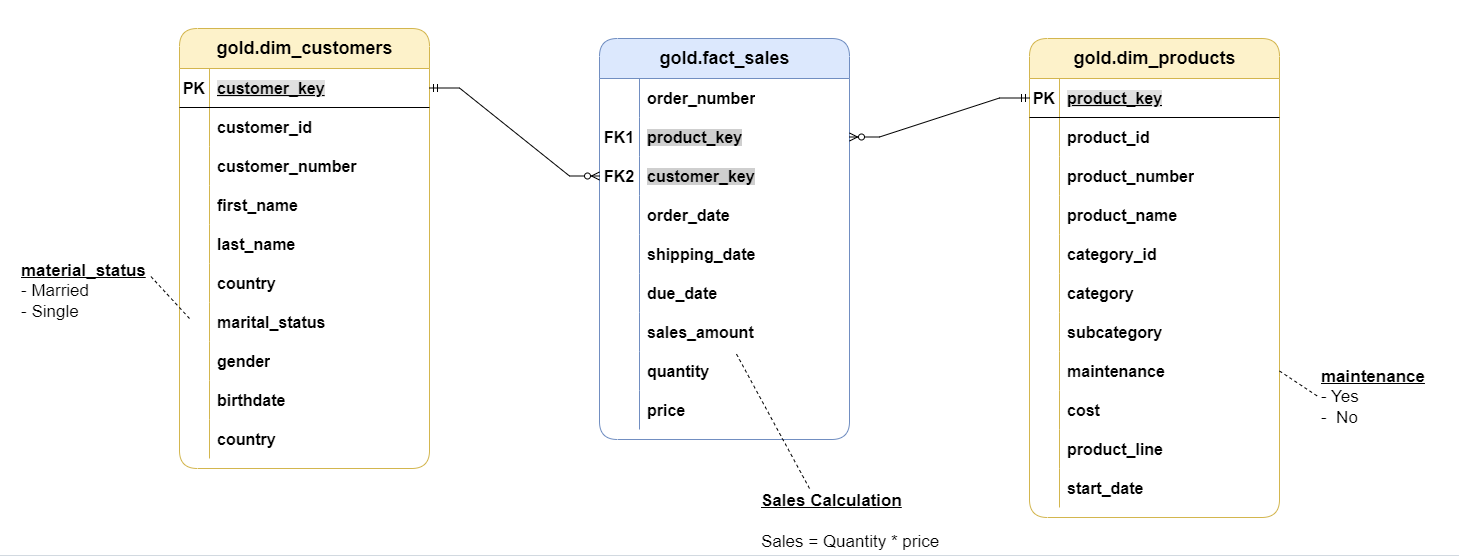 gold.dim_customers
PK customer_key
customer_id
customer_number
first_name
last_name
country
marital_status
gender
birthdate
country
material_status
- Married
- Single
gold.fact_sales
order_number
FK1 product_key
FK2 customer_key
order_date
shipping_date
due_date
sales_amount
quantity
price
Sales Calculation
Sales = Quantity * price
gold.dim_products
PK product_key
product_id
product_number
product_name
category_id
category
subcategory
maintenance
cost
product_line
start_date
maintenance
- Yes
- No